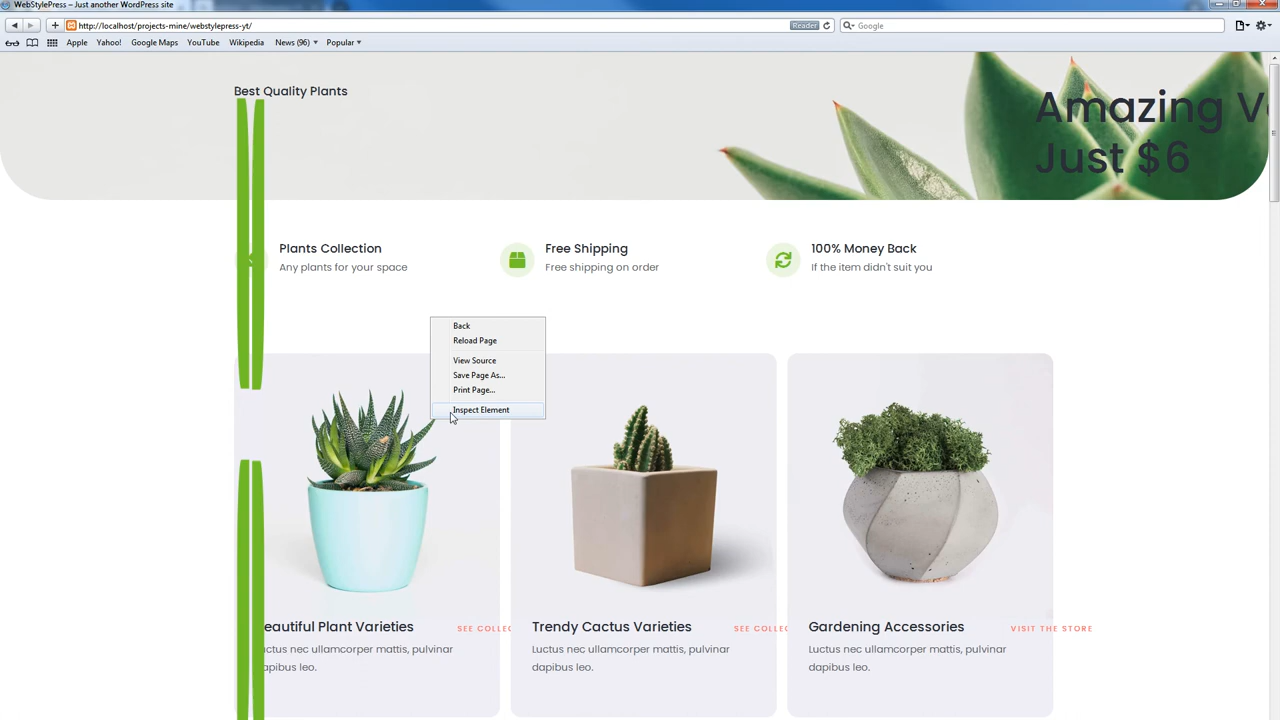 WebStylePress – Just another WordPress site
http://localhost/projects-mine/webstylepress-yt/
Reader
Google
Apple
Yahoo!
Google Maps
YouTube
Wikipedia
News (96)
Popular
Best Quality Plants
Amazing V
Just $6
Plants Collection
Any plants for your space
Free Shipping
Free shipping on order
100% Money Back
If the item didn't suit you
Back
Reload Page
View Source
Save Page As...
Print Page...
Inspect Element
eautiful Plant Varieties
SEE COLLEC
uctus nec ullamcorper mattis, pulvinar
dapibus leo.
Trendy Cactus Varieties
SEE COLLEC
Luctus nec ullamcorper mattis, pulvinar
dapibus leo.
Gardening Accessories
VISIT THE STORE
Luctus nec ullamcorper mattis, pulvinar
dapibus leo.